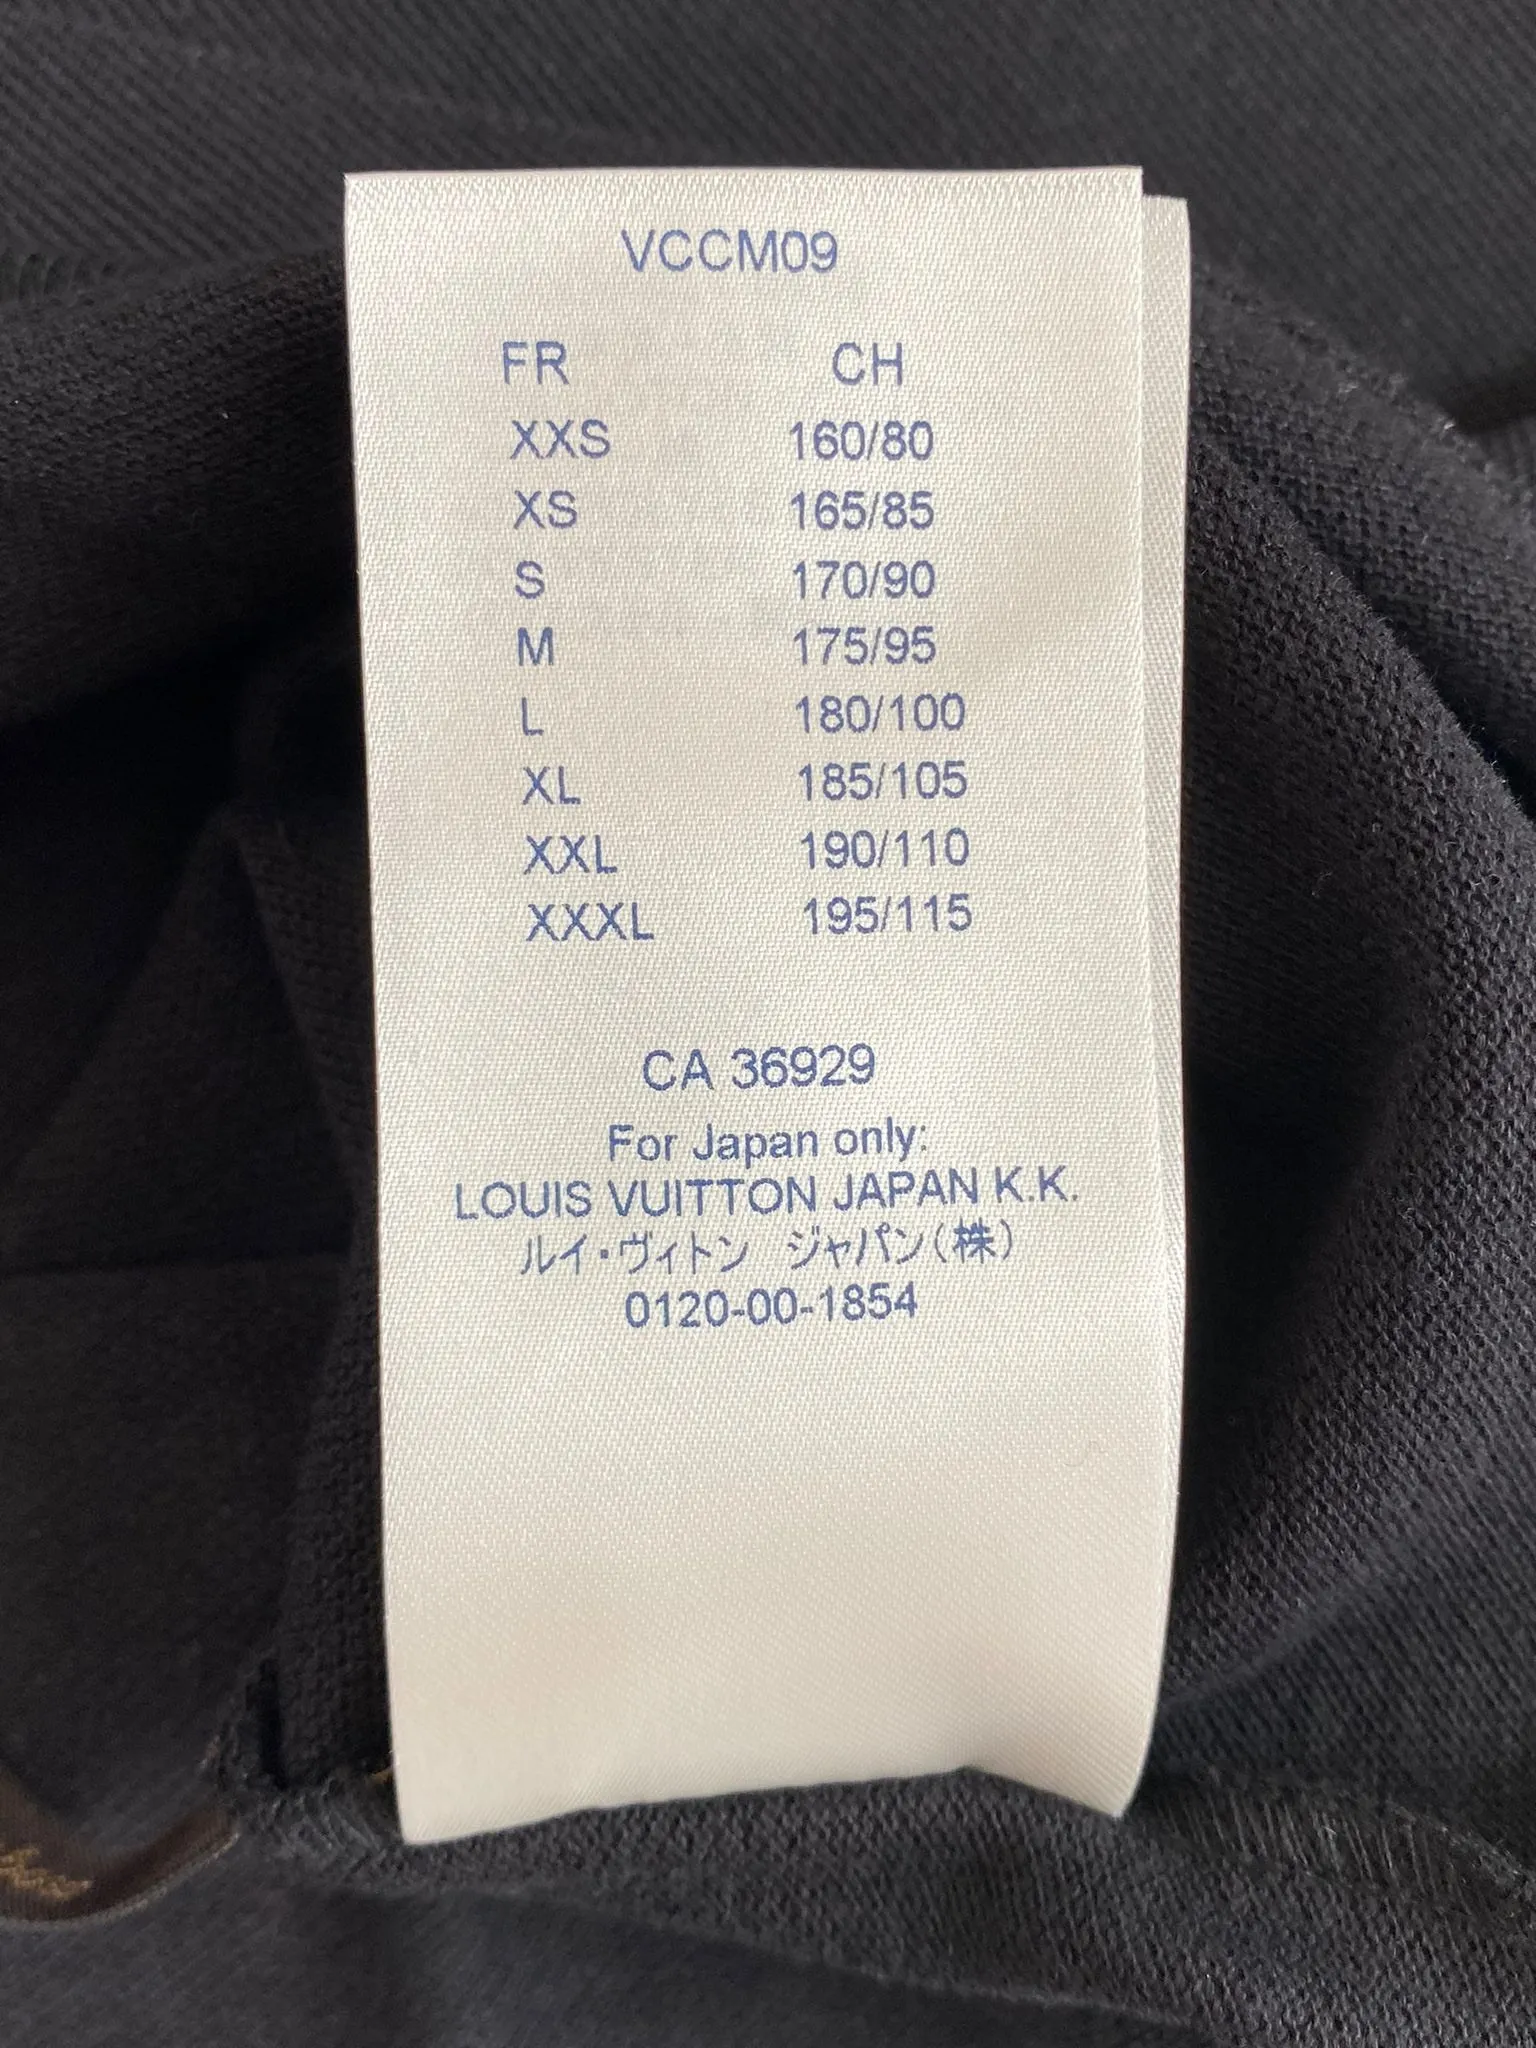 VCCM09
FR CH
XXS 160/80
XS 165/85
S 170/90
M 175/95
L 180/100
XL 185/105
XXL 190/110
XXXL 195/115
CA 36929
For Japan only:
LOUIS VUITTON JAPAN K.K.
ルイ・ヴィトン　ジャパン(株)
0120-00-1854